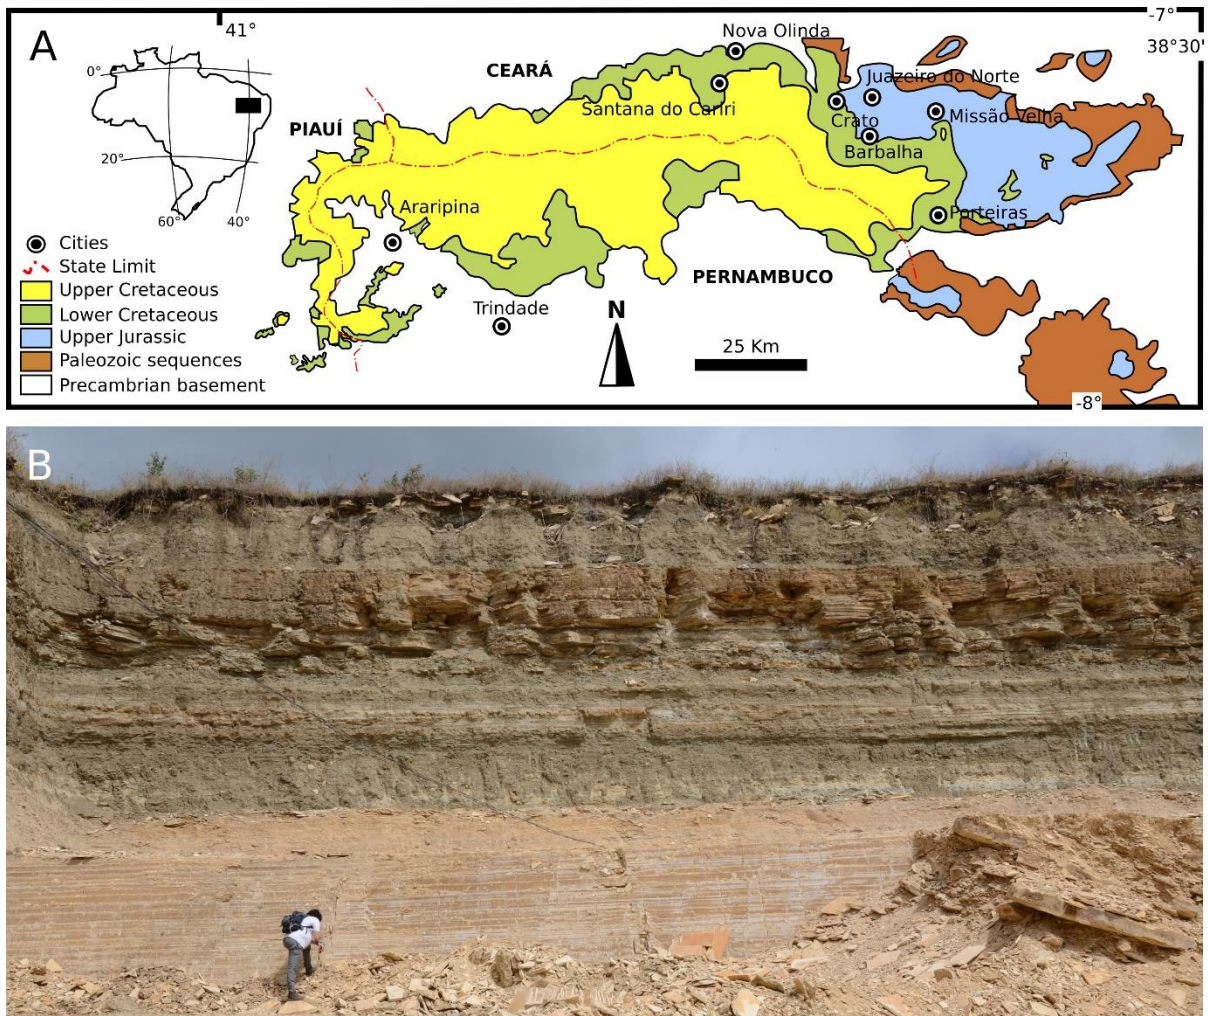 A
41°
-7°
38°30'
0°
20°
60°
40°
CEARÁ
Nova Olinda
Juazeiro do Norte
Santana do Cariri
Crato
Missão Velha
PIAUÍ
Barbalha
Araripina
Porteiras
PERNAMBUCO
Trindade
N
25 Km
-8°
Cities
State Limit
Upper Cretaceous
Lower Cretaceous
Upper Jurassic
Paleozoic sequences
Precambrian basement
B